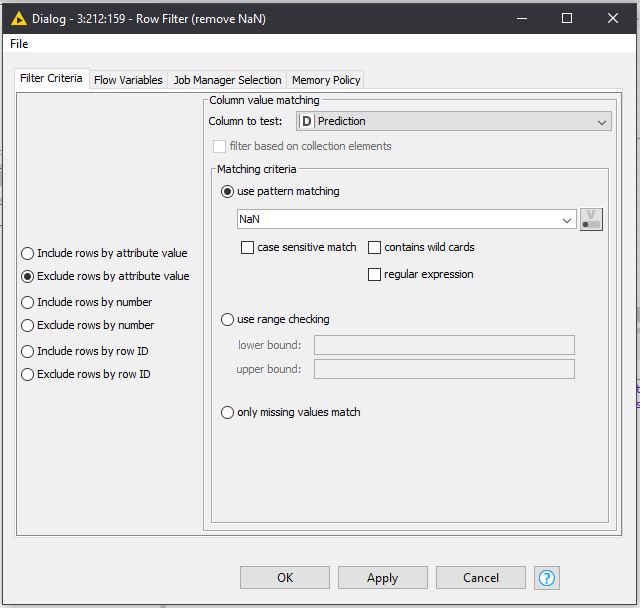 Dialog - 3:212:159 - Row Filter (remove NaN)
File
Filter Criteria Flow Variables Job Manager Selection Memory Policy
Column value matching
Column to test: D Prediction
filter based on collection elements
Matching criteria
use pattern matching
NaN
V
case sensitive match contains wild cards
regular expression
Include rows by attribute value
Exclude rows by attribute value
Include rows by number
Exclude rows by number
Include rows by row ID
Exclude rows by row ID
use range checking
lower bound:
upper bound:
only missing values match
OK Apply Cancel ?